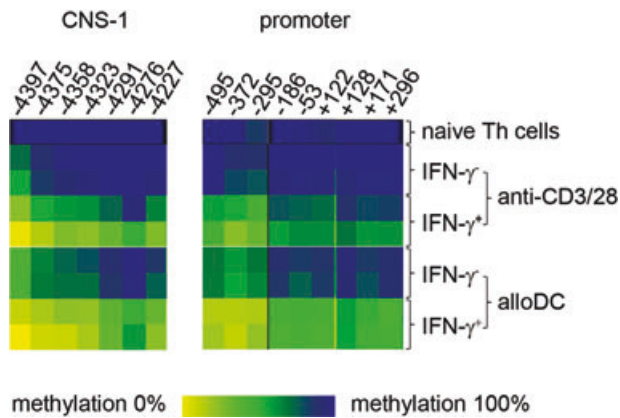 CNS-1 promoter
-4397 -4375 -4358 -4323 -4291 -4276 -4227 -495 -372 -295 -186 -53 +122 +128 +171 +296
naive Th cells
IFN-γ-
anti-CD3/28
IFN-γ+
IFN-γ-
alloDC
IFN-γ+
methylation 0% methylation 100%